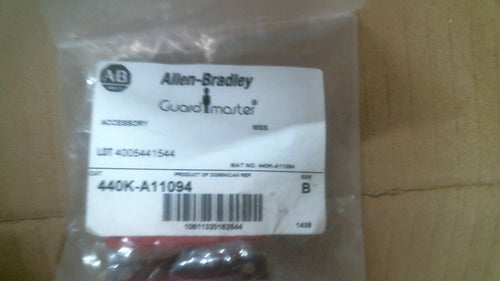 AB
Allen-Bradley
Guardmaster®
ACCESSORY
MSS
LOT 4005441544
MAT NO. 440K-A11094
CAT
PRODUCT OF DOMINICAN REP
SER
440K-A11094
B
1439